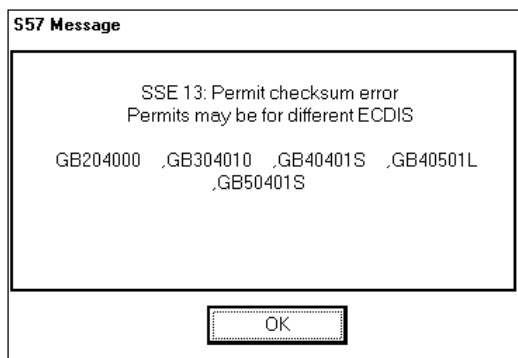 S57 Message
SSE 13: Permit checksum error
Permits may be for different ECDIS
GB204000 ,GB304010 ,GB40401S ,GB40501L
,GB50401S
OK